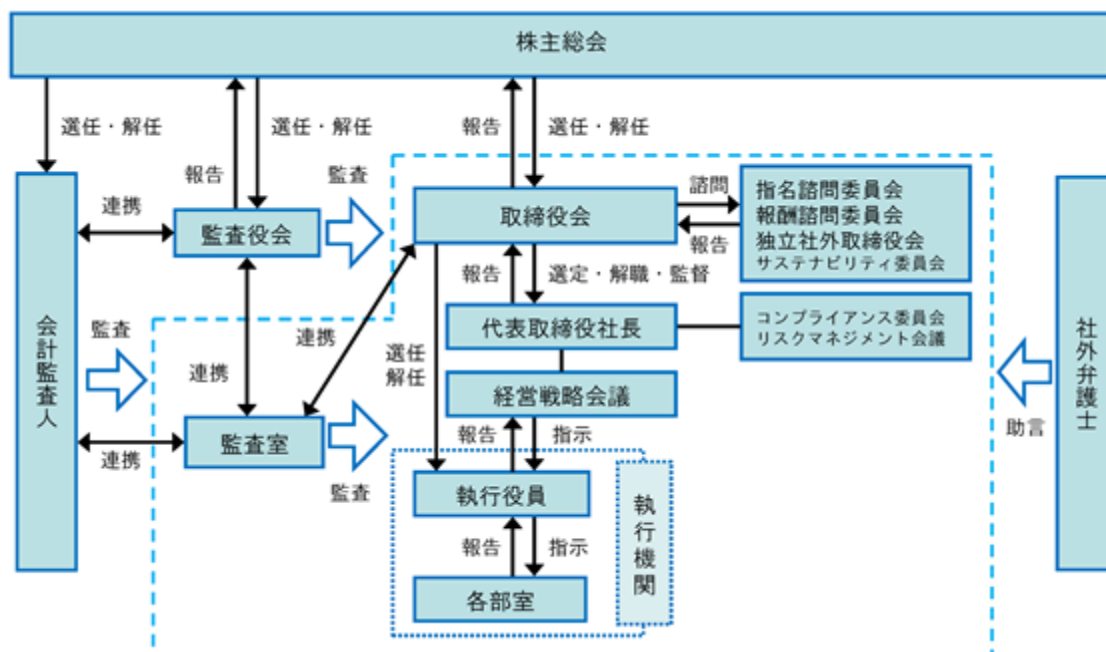 株主総会
選任・解任
選任・解任
報告
選任・解任
報告
監査
連携
監査役会
取締役会
諮問
報告
指名諮問委員会
報酬諮問委員会
独立社外取締役会
サステナビリティ委員会
報告
選定・解職・監督
会計監査人
監査
連携
連携
選任
解任
代表取締役社長
コンプライアンス委員会
リスクマネジメント会議
社外弁護士
助言
経営戦略会議
監査室
連携
監査
報告
指示
執行役員
執行機関
報告
指示
各部室